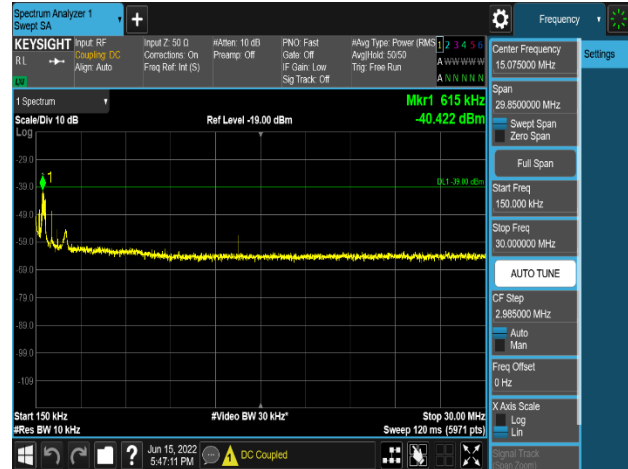 Spectrum Analyzer 1
Swept SA
Frequency
KEYSIGHT
R L
LV
Input: RF
Coupling: DC
Align: Auto
Input Z: 50 Ω
Corrections: On
Freq Ref: Int (S)
#Atten: 10 dB
Preamp: Off
PNO: Fast
Gate: Off
IF Gain: Low
Sig Track: Off
#Avg Type: Power (RMS
Avg|Hold: 50/50
Trig: Free Run
1 2 3 4 5 6
A W W W W W
A N N N N N
1 Spectrum
Scale/Div 10 dB
Log
Ref Level -19.00 dBm
Mkr1 615 kHz
-40.422 dBm
1
DL1 -39.00 dBm
-29.0
-39.0
-49.0
-59.0
-69.0
-79.0
-89.0
-99.0
-109
Start 150 kHz
#Res BW 10 kHz
#Video BW 30 kHz*
Stop 30.00 MHz
Sweep 120 ms (5971 pts)
Center Frequency
15.075000 MHz
Settings
Span
29.8500000 MHz
Swept Span
Zero Span
Full Span
Start Freq
150.000 kHz
Stop Freq
30.000000 MHz
AUTO TUNE
CF Step
2.985000 MHz
Auto
Man
Freq Offset
0 Hz
X Axis Scale
Log
Lin
Signal Track
(Span Zoom)
?
Jun 15, 2022
5:47:11 PM
DC Coupled